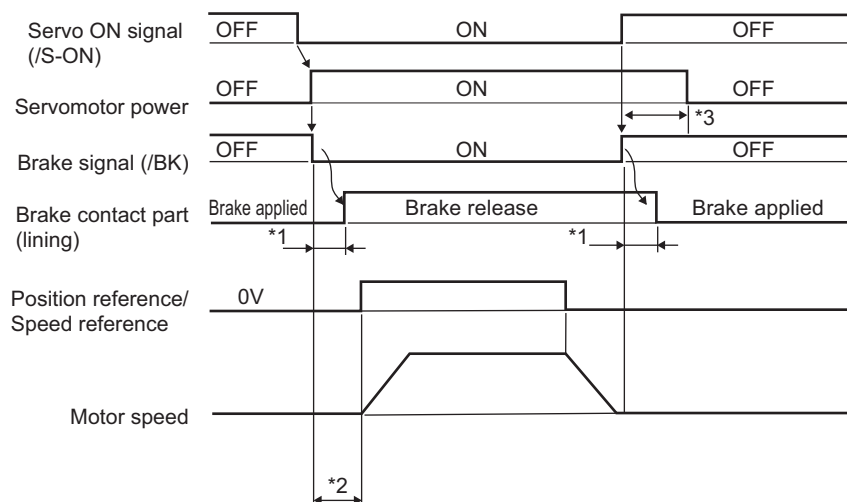 Servo ON signal
(/S-ON)
OFF
ON
OFF
Servomotor power
OFF
ON
OFF
*3
Brake signal (/BK)
OFF
ON
OFF
Brake contact part
(lining)
Brake applied
Brake release
Brake applied
*1
*1
Position reference/
Speed reference
0V
Motor speed
*2